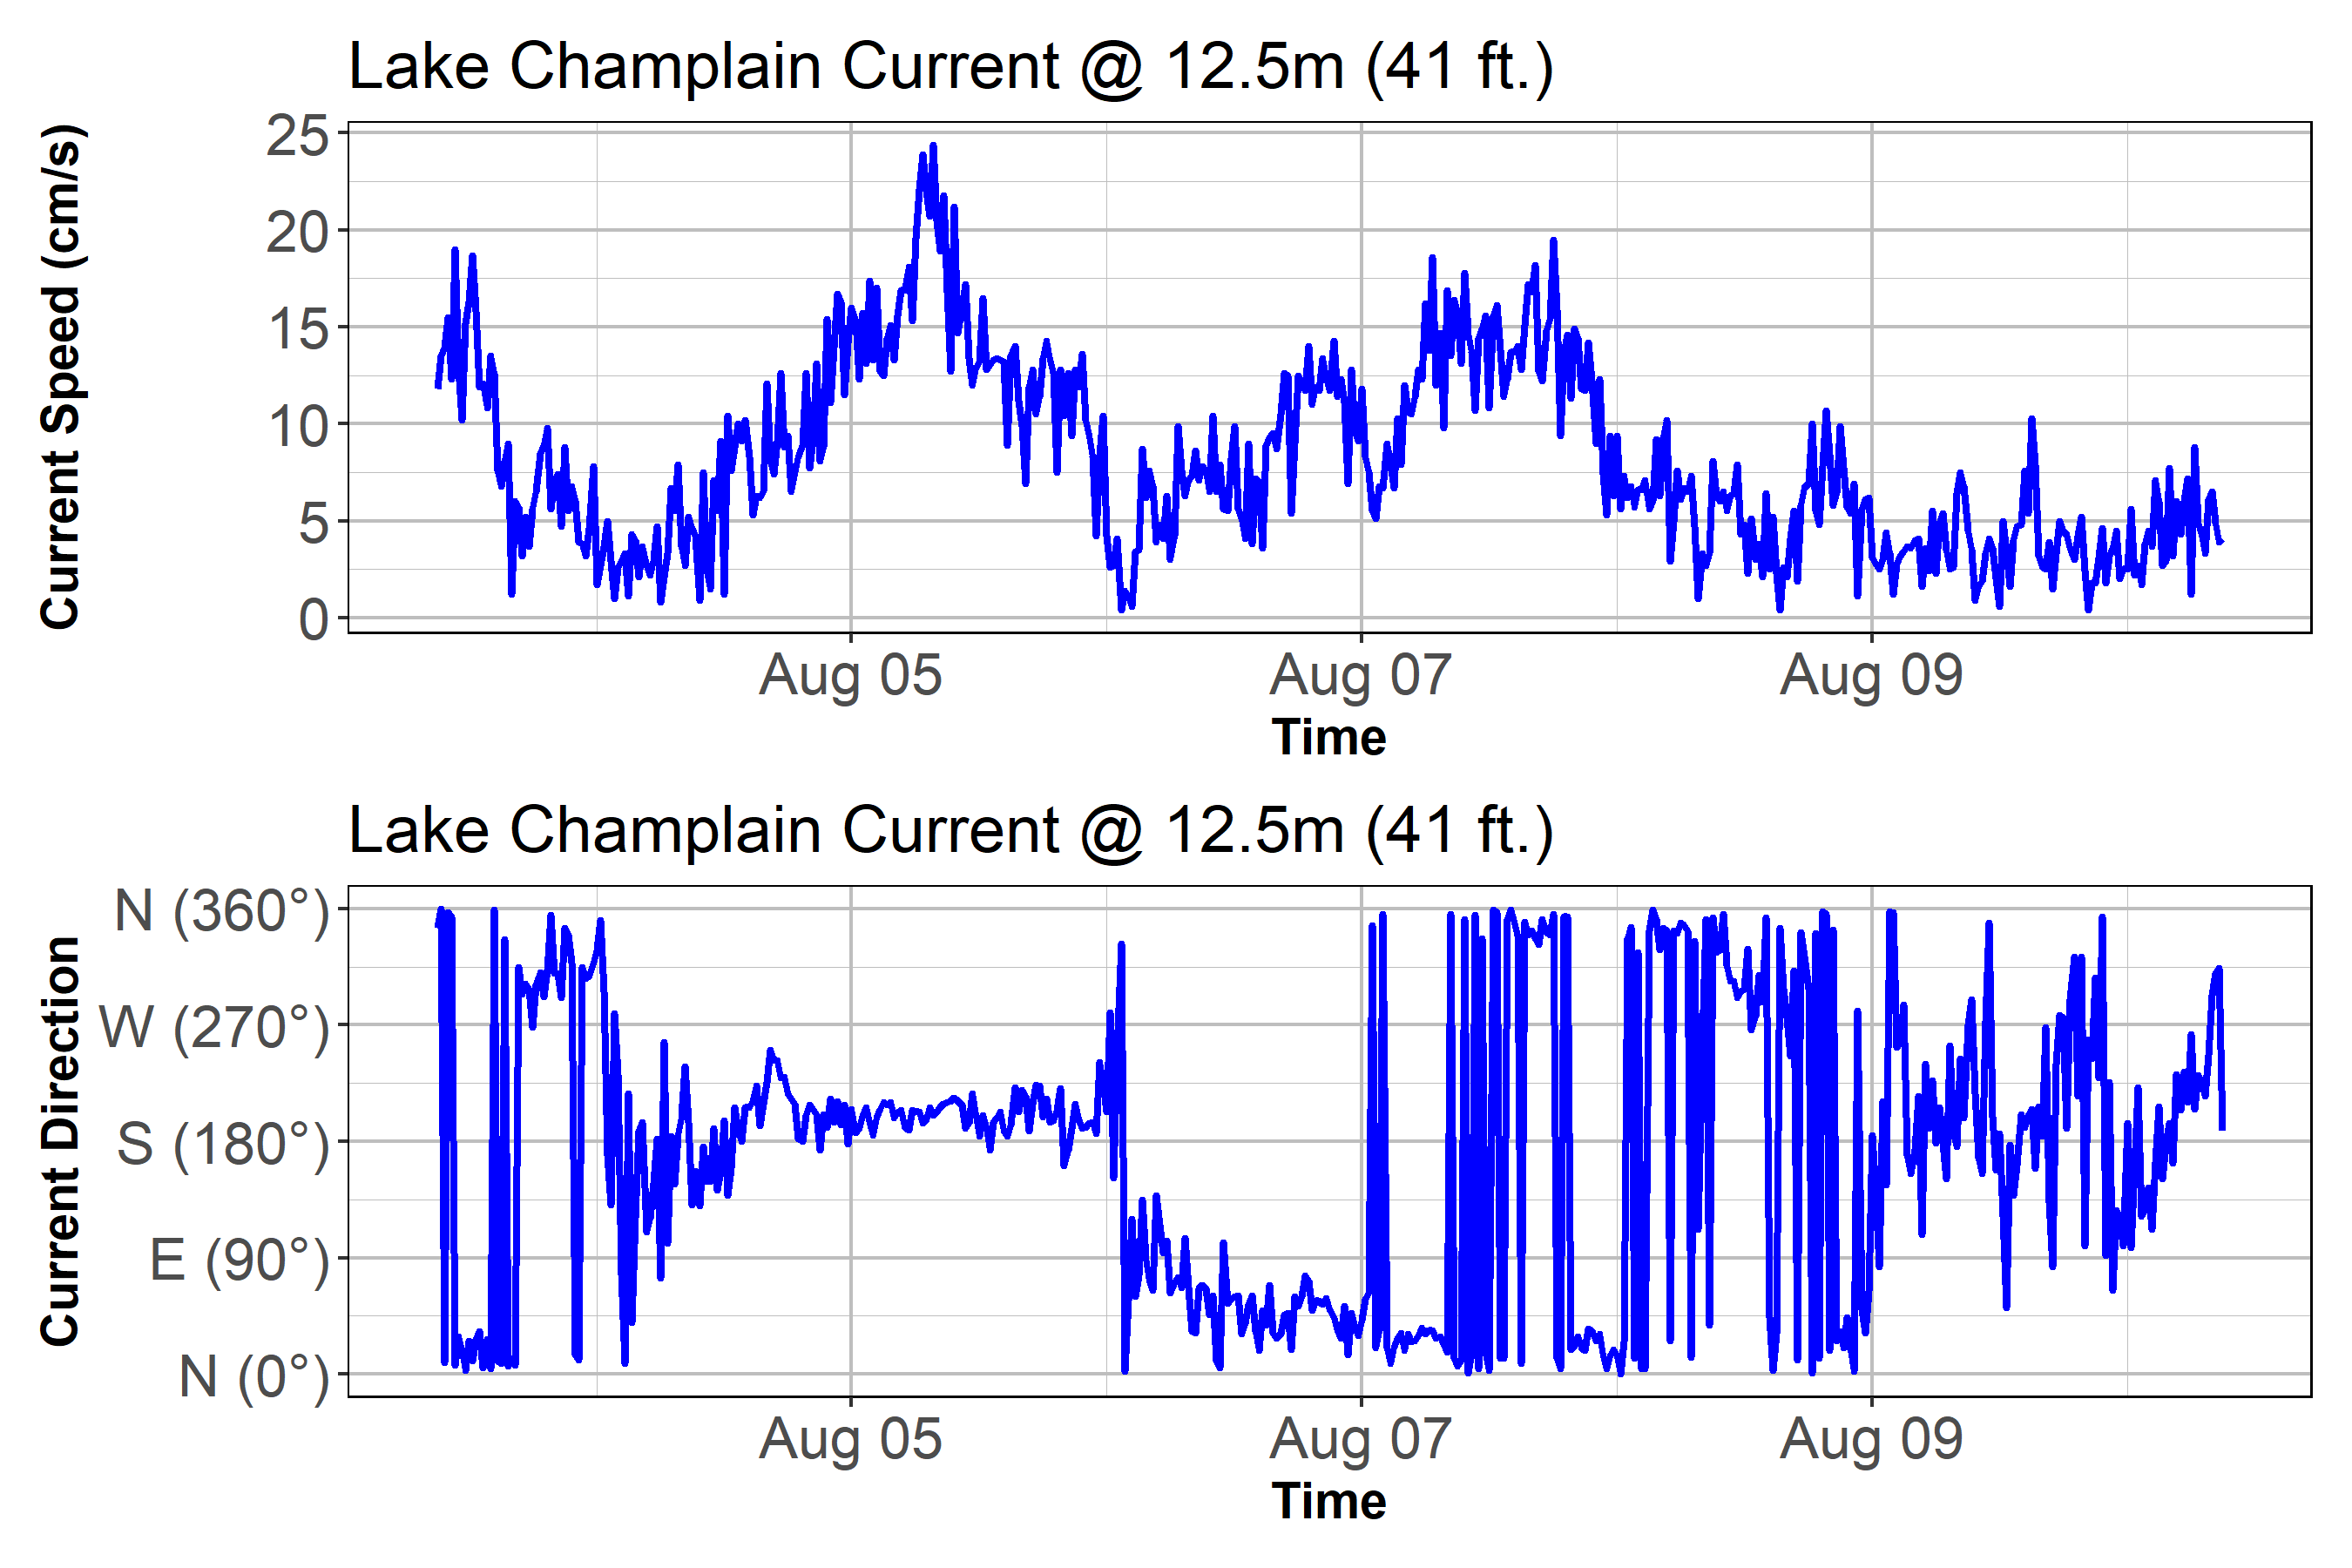 Lake Champlain Current @ 12.5m (41 ft.)
Current Speed (cm/s)
25
20
15
10
5
0
Aug 05 Aug 07 Aug 09
Time
Lake Champlain Current @ 12.5m (41 ft.)
Current Direction
N (360°)
W (270°)
S (180°)
E (90°)
N (0°)
Aug 05 Aug 07 Aug 09
Time